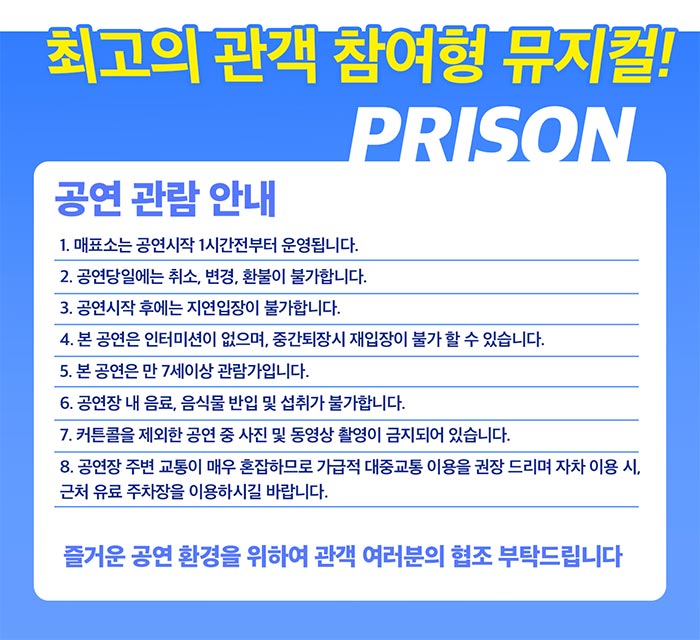 최고의 관객 참여형 뮤지컬!
PRISON
공연 관람 안내
1. 매표소는 공연시작 1시간전부터 운영됩니다.
2. 공연당일에는 취소, 변경, 환불이 불가합니다.
3. 공연시작 후에는 지연입장이 불가합니다.
4. 본 공연은 인터미션이 없으며, 중간퇴장시 재입장이 불가 할 수 있습니다.
5. 본 공연은 만 7세이상 관람가입니다.
6. 공연장 내 음료, 음식물 반입 및 섭취가 불가합니다.
7. 커튼콜을 제외한 공연 중 사진 및 동영상 촬영이 금지되어 있습니다.
8. 공연장 주변 교통이 매우 혼잡하므로 가급적 대중교통 이용을 권장 드리며 자차 이용 시,
근처 유료 주차장을 이용하시길 바랍니다.
즐거운 공연 환경을 위하여 관객 여러분의 협조 부탁드립니다